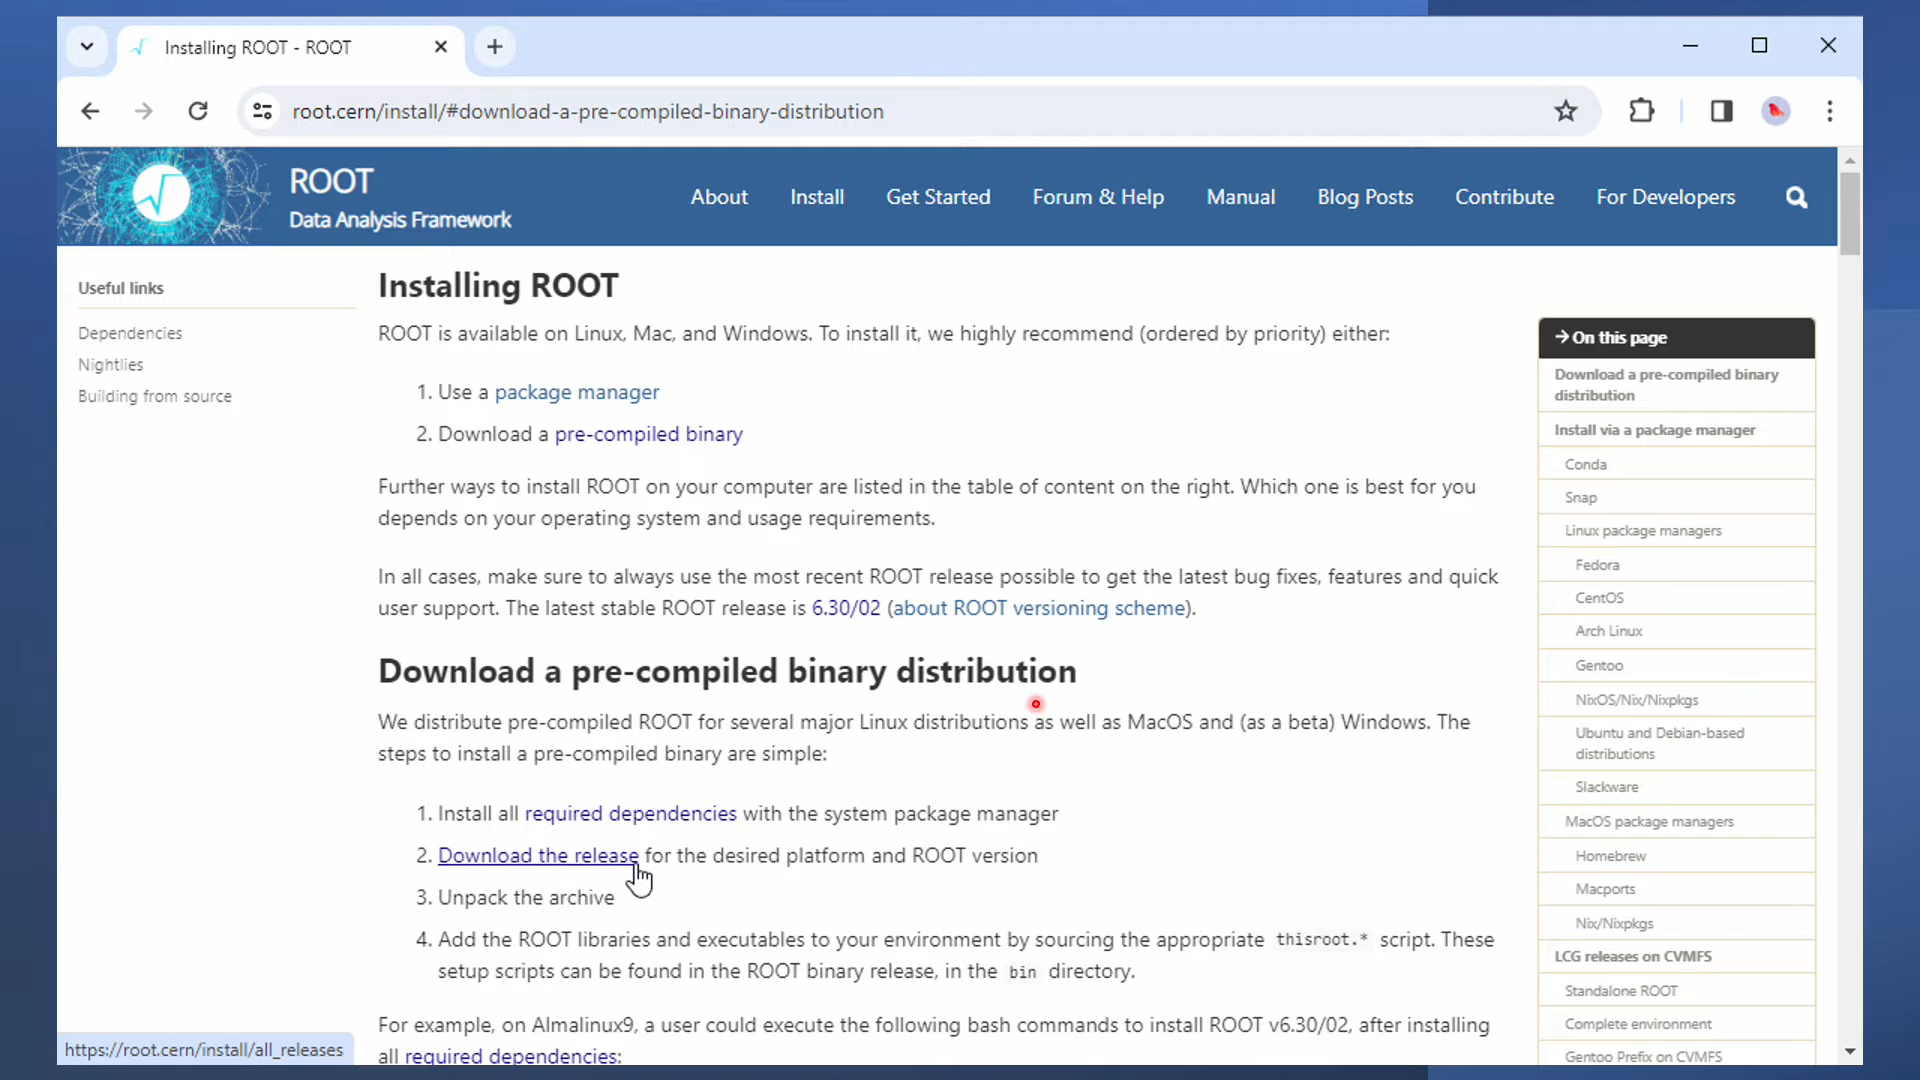 Installing ROOT - ROOT
root.cern/install/#download-a-pre-compiled-binary-distribution
ROOT
Data Analysis Framework
About
Install
Get Started
Forum & Help
Manual
Blog Posts
Contribute
For Developers
Useful links
Dependencies
Nightlies
Building from source
Installing ROOT
ROOT is available on Linux, Mac, and Windows. To install it, we highly recommend (ordered by priority) either:
1. Use a package manager
2. Download a pre-compiled binary
Further ways to install ROOT on your computer are listed in the table of content on the right. Which one is best for you
depends on your operating system and usage requirements.
In all cases, make sure to always use the most recent ROOT release possible to get the latest bug fixes, features and quick
user support. The latest stable ROOT release is 6.30/02 (about ROOT versioning scheme).
Download a pre-compiled binary distribution
We distribute pre-compiled ROOT for several major Linux distributions as well as MacOS and (as a beta) Windows. The
steps to install a pre-compiled binary are simple:
1. Install all required dependencies with the system package manager
2. Download the release for the desired platform and ROOT version
3. Unpack the archive
4. Add the ROOT libraries and executables to your environment by sourcing the appropriate thisroot.* script. These
setup scripts can be found in the ROOT binary release, in the bin directory.
For example, on Almalinux9, a user could execute the following bash commands to install ROOT v6.30/02, after installing
all required dependencies:
→ On this page
Download a pre-compiled binary
distribution
Install via a package manager
Conda
Snap
Linux package managers
Fedora
CentOS
Arch Linux
Gentoo
NixOS/Nix/Nixpkgs
Ubuntu and Debian-based
distributions
Slackware
MacOS package managers
Homebrew
Macports
Nix/Nixpkgs
LCG releases on CVMFS
Standalone ROOT
Complete environment
Gentoo Prefix on CVMFS
https://root.cern/install/all_releases